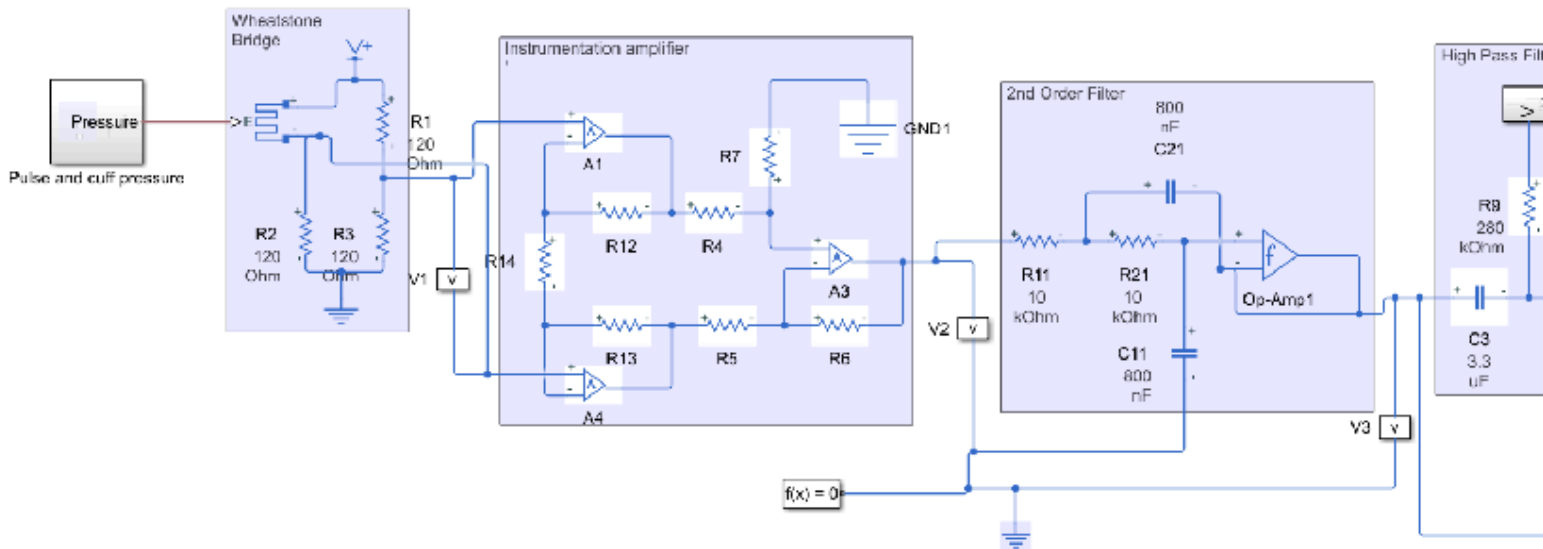 Wheatstone
Bridge
V+
Pressure
Pulse and cuff pressure
E
R1
120
Ohm
R2
120
Ohm
R3
120
Ohm
V1
v
Instrumentation amplifier
A1
R7
GND1
R12
R4
R14
A3
R13
R5
R6
A4
V2
v
2nd Order Filter
800
nF
C21
R11
10
kOhm
R21
10
kOhm
Op-Amp1
C11
800
nF
V3
v
f(x) = 0
High Pass Filt
R9
280
kOhm
C3
3.3
uF